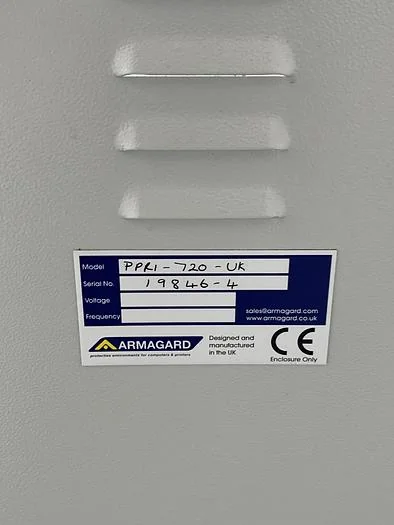 Model PPRI-720-UK
Serial No. 19846-4
Voltage
Frequency
sales@armagard.com
www.armagard.co.uk
ARMAGARD
protective environments for computers & printers
Designed and
manufactured
in the UK
CE
Enclosure Only